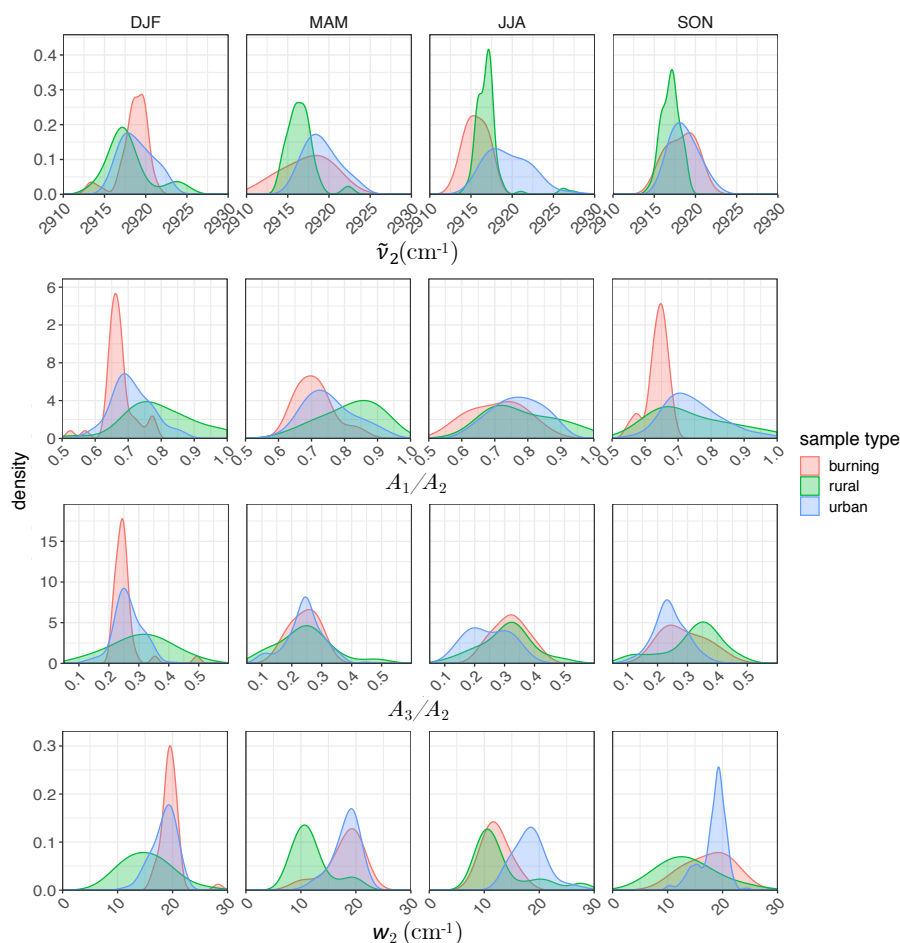 DJF MAM JJA SON
0.4
0.3
0.2
0.1
0.0
2910 2915 2920 2925 2930 2910 2915 2920 2925 2930 2910 2915 2920 2925 2930 2910 2915 2920 2925 2930
ṽ₂(cm⁻¹)
6
2
8
4
0
0.5 0.6 0.7 0.8 0.9 1.0 0.5 0.6 0.7 0.8 0.9 1.0 0.5 0.6 0.7 0.8 0.9 1.0 0.5 0.6 0.7 0.8 0.9 1.0
A₁/A₂
density
sample type
burning
rural
urban
15
10
5
0
0.1 0.2 0.3 0.4 0.5 0.1 0.2 0.3 0.4 0.5 0.1 0.2 0.3 0.4 0.5 0.1 0.2 0.3 0.4 0.5
A₃/A₂
0.3
0.2
0.1
0.0
0 10 20 30 0 10 20 30 0 10 20 30 0 10 20 30
w₂ (cm⁻¹)